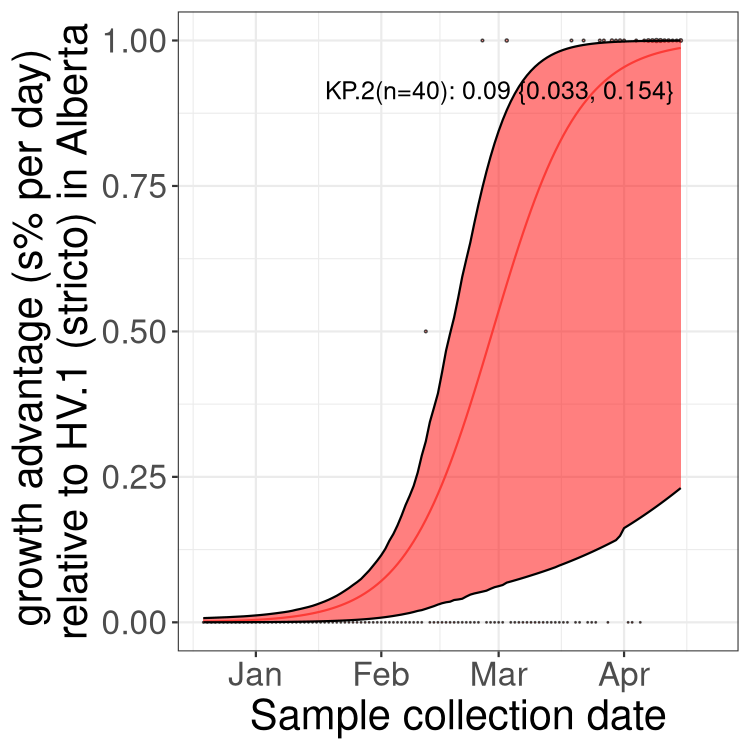 growth advantage (s% per day)
relative to HV.1 (stricto) in Alberta
1.00
0.75
0.50
0.25
0.00
KP.2(n=40): 0.09 {0.033, 0.154}
Jan Feb Mar Apr
Sample collection date